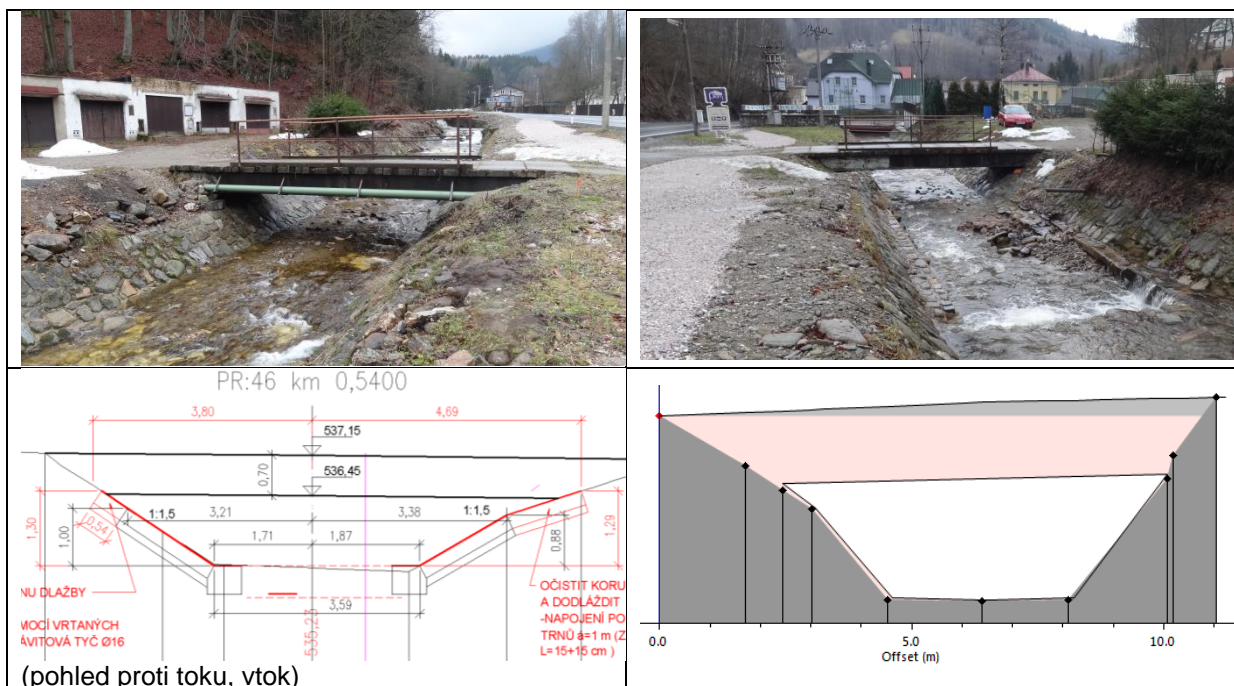 PR:46 km 0,5400
3,80
4,69
537,15
536,45
0,70
1:1,5
3,21
3,38
1:1,5
1,30
1,00
0,54
1,71
1,87
0,88
1,29
NU DLAŽBY
MOCÍ VRTANÝCH
ÁVITOVÁ TYČ Ø16
3,59
535,23
OČISTIT KORU
A DODLÁŽDIT
-NAPOJENÍ PO
TRNŮ á=1 m (Z
L=15+15 cm )
(pohled proti toku, vtok)
0.0
5.0
10.0
Offset (m)